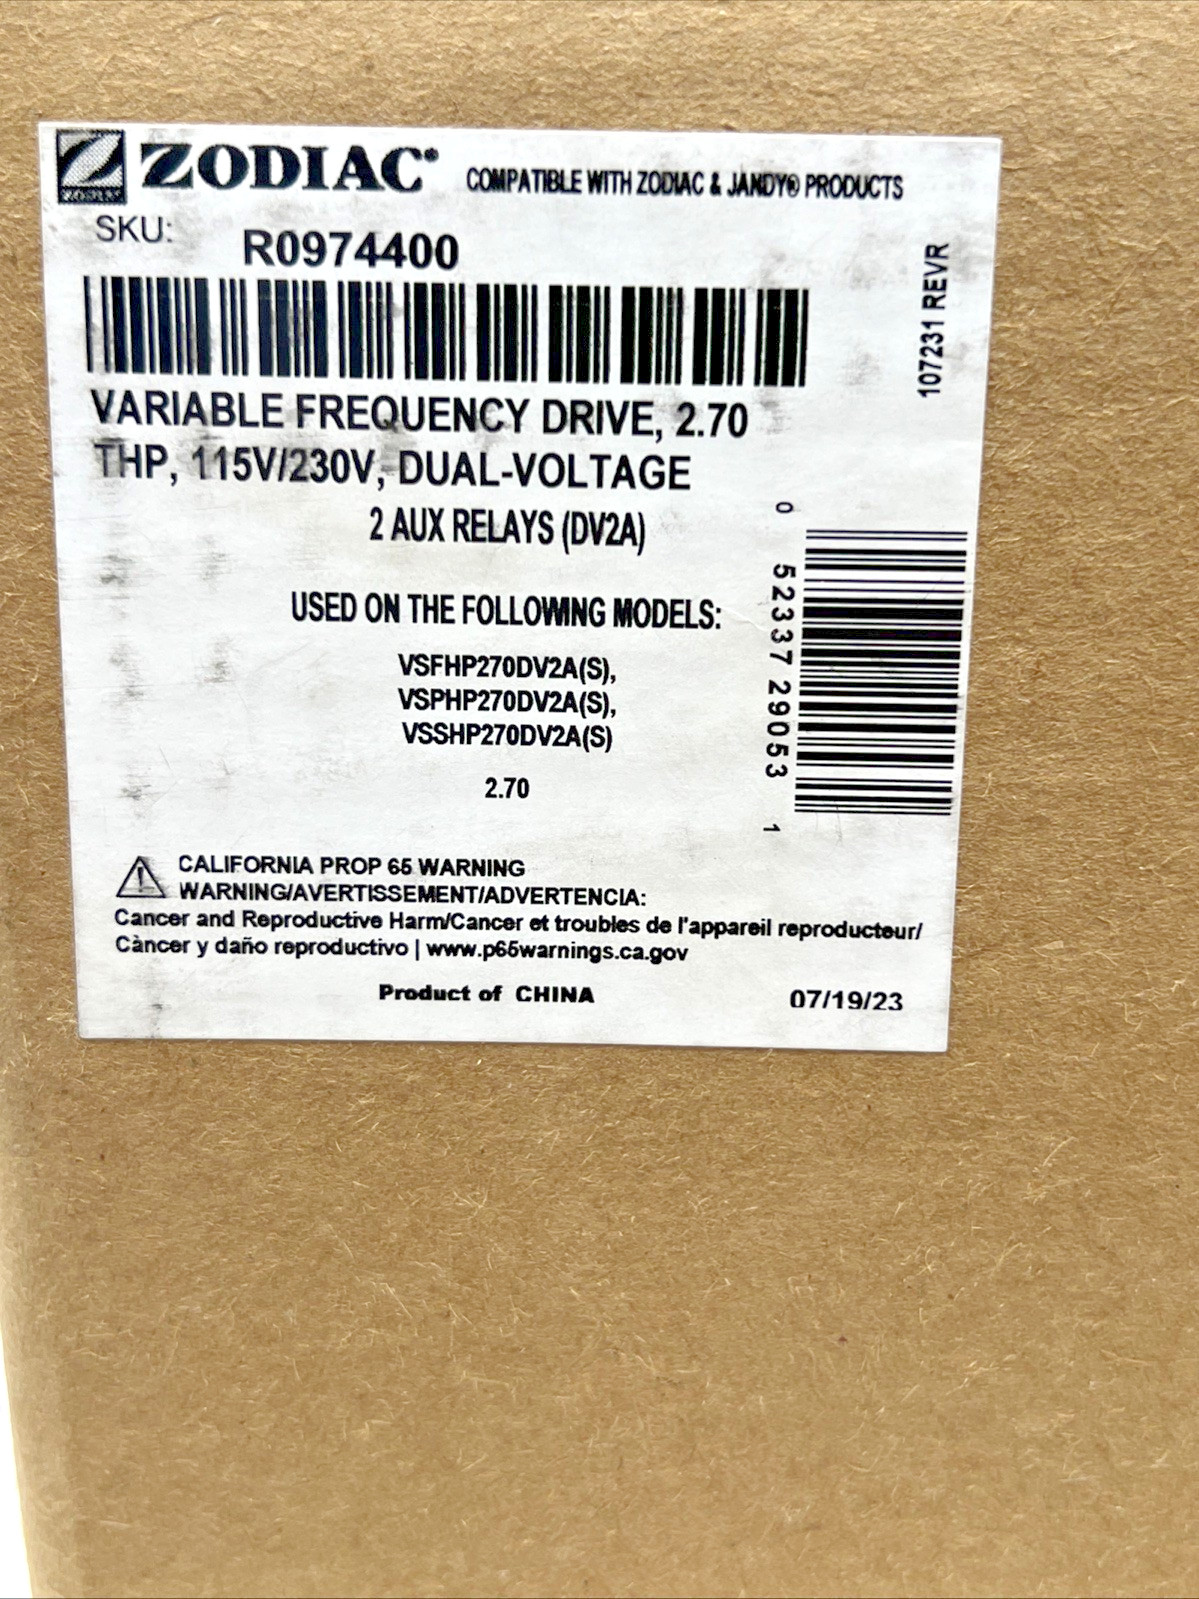 ZODIAC® COMPATIBLE WITH ZODIAC & JANDY® PRODUCTS
SKU: R0974400
107231 REVR
VARIABLE FREQUENCY DRIVE, 2.70
THP, 115V/230V, DUAL-VOLTAGE
2 AUX RELAYS (DV2A)
USED ON THE FOLLOWING MODELS:
VSFHP270DV2A(S),
VSPHP270DV2A(S),
VSSHP270DV2A(S)
2.70
0 52337 29053 1
CALIFORNIA PROP 65 WARNING
WARNING/AVERTISSEMENT/ADVERTENCIA:
Cancer and Reproductive Harm/Cancer et troubles de l'appareil reproducteur/
Càncer y daño reproductivo | www.p65warnings.ca.gov
Product of CHINA
07/19/23